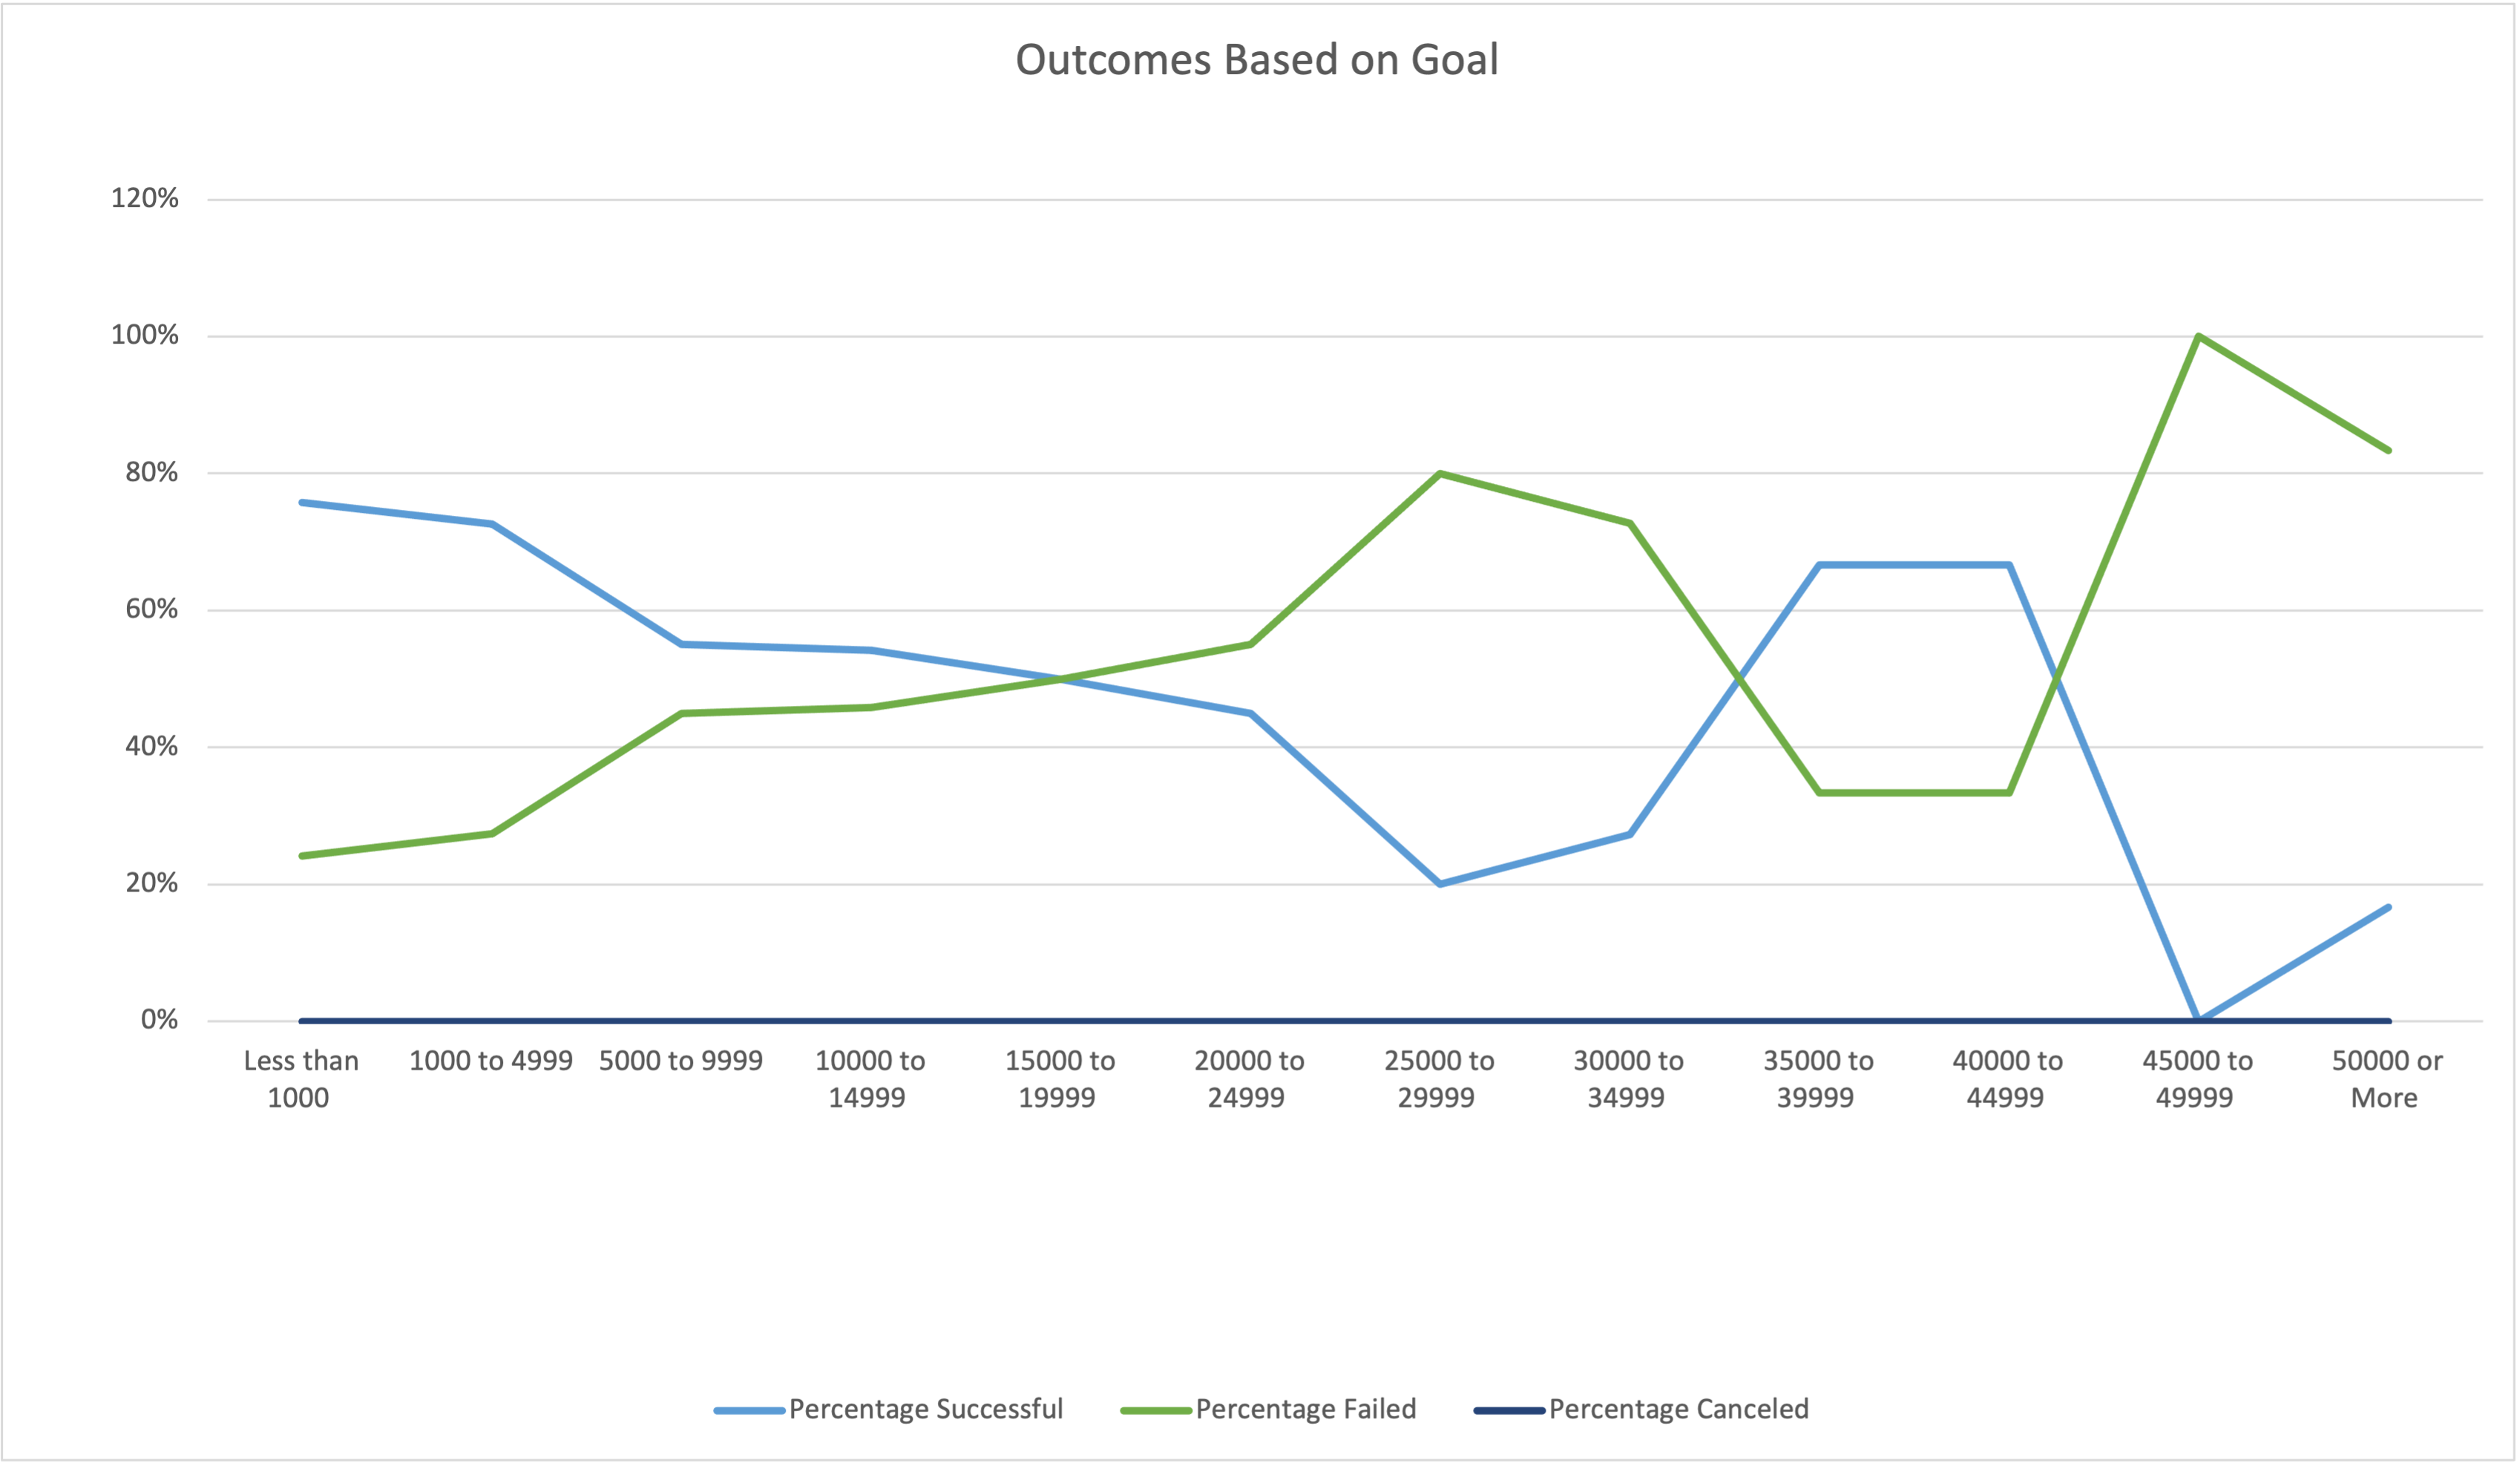 Outcomes Based on Goal
120%
100%
80%
60%
40%
20%
0%
Less than 1000 to 4999 5000 to 9999 10000 to 15000 to 20000 to 25000 to 30000 to 35000 to 40000 to 45000 to 50000 or
1000 14999 19999 24999 29999 34999 39999 44999 49999 More
Percentage Successful Percentage Failed Percentage Canceled